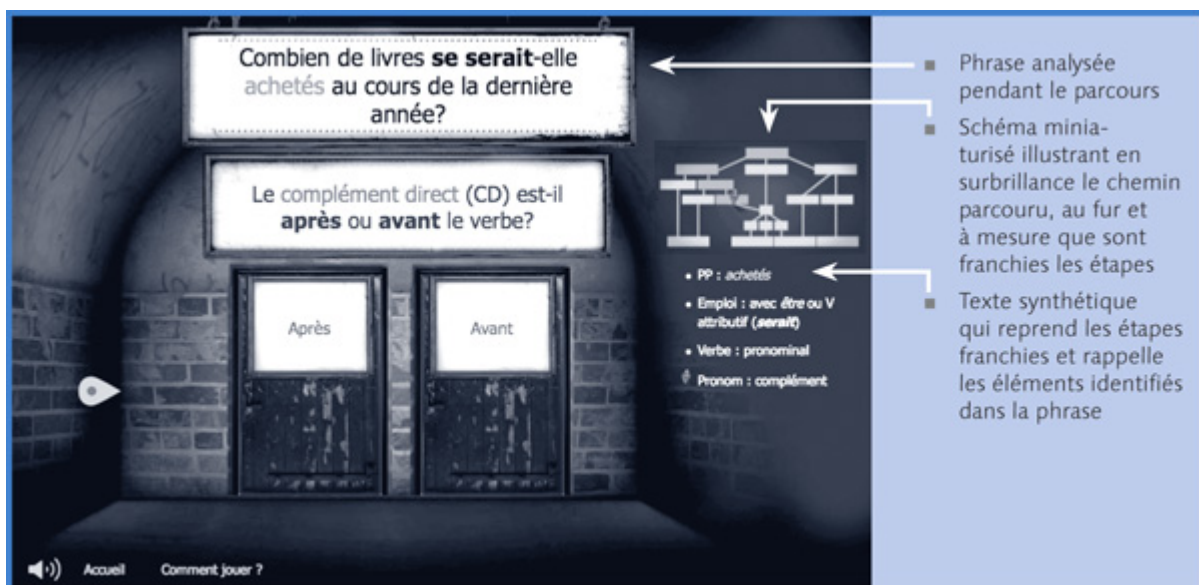 Combien de livres se serait-elle
achetés au cours de la dernière
année?
Le complément direct (CD) est-il
après ou avant le verbe?
Après
Avant
• PP : achetés
• Emploi : avec être ou V
attributif (serait)
• Verbe : pronominal
Pronom : complément
Accueil
Comment jouer ?
■ Phrase analysée
pendant le parcours
■ Schéma minia-
turisé illustrant en
surbrillance le chemin
parcouru, au fur et
à mesure que sont
franchies les étapes
■ Texte synthétique
qui reprend les étapes
franchies et rappelle
les éléments identifiés
dans la phrase